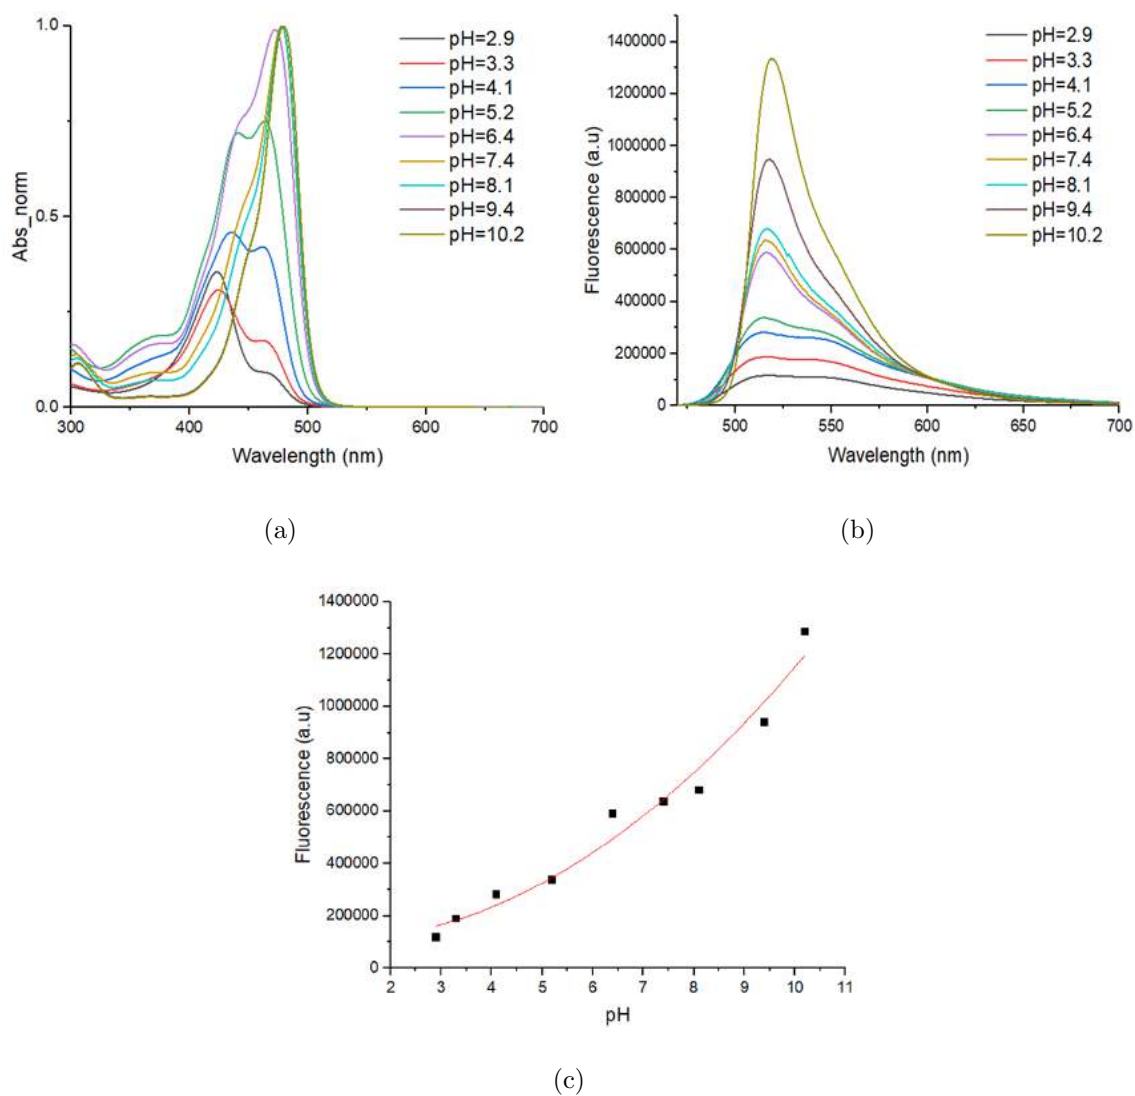 1.0
0.5
0.0
Abs_norm
300
400
500
600
700
Wavelength (nm)
pH=2.9
pH=3.3
pH=4.1
pH=5.2
pH=6.4
pH=7.4
pH=8.1
pH=9.4
pH=10.2
(a)
1400000
1200000
1000000
800000
600000
400000
200000
0
Fluorescence (a.u)
500
550
600
650
700
Wavelength (nm)
pH=2.9
pH=3.3
pH=4.1
pH=5.2
pH=6.4
pH=7.4
pH=8.1
pH=9.4
pH=10.2
(b)
1400000
1200000
1000000
800000
600000
400000
200000
0
Fluorescence (a.u)
2
3
4
5
6
7
8
9
10
11
pH
(c)